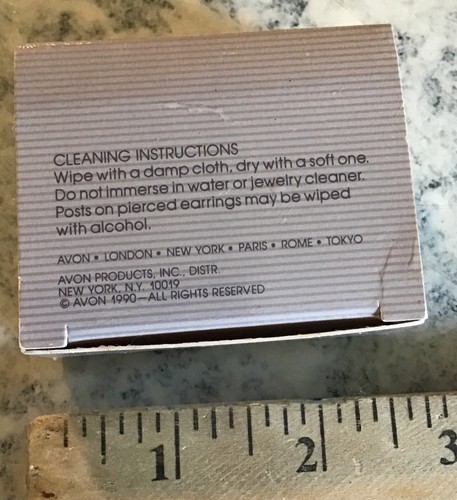 CLEANING INSTRUCTIONS
Wipe with a damp cloth, dry with a soft one.
Do not immerse in water or jewelry cleaner.
Posts on pierced earrings may be wiped
with alcohol.
AVON • LONDON • NEW YORK • PARIS • ROME • TOKYO
AVON PRODUCTS, INC., DISTR.
NEW YORK, N.Y. 10019
© AVON 1990—ALL RIGHTS RESERVED
1 2 3